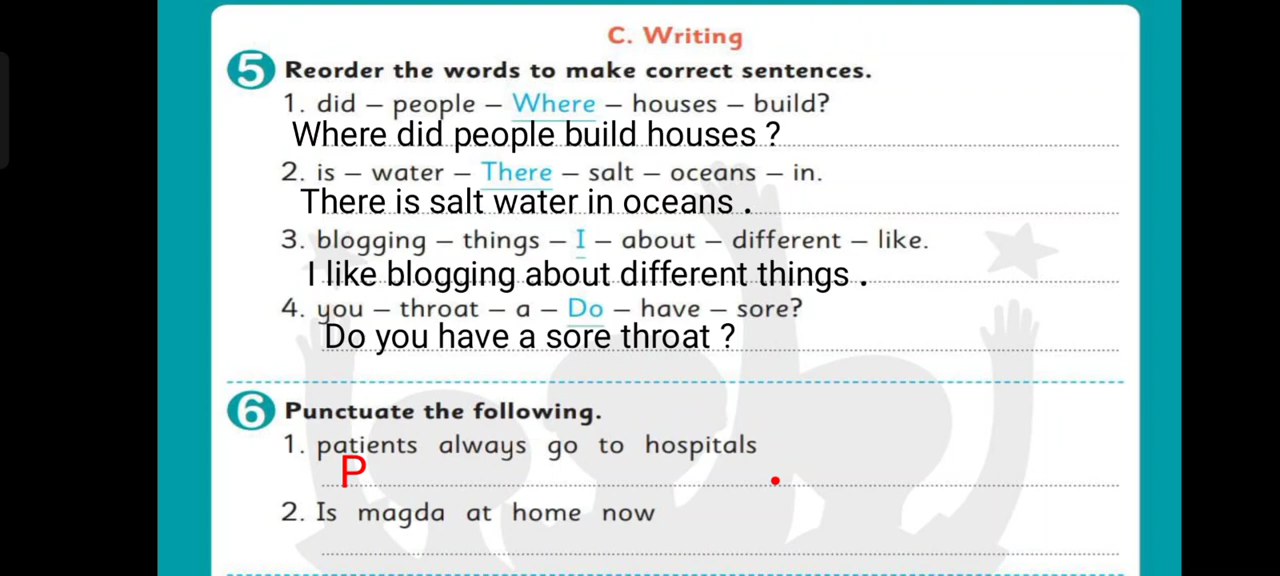 C. Writing
5 Reorder the words to make correct sentences.
1. did – people – Where – houses – build?
Where did people build houses ?
2. is – water – There – salt – oceans – in.
There is salt water in oceans .
3. blogging – things – I – about – different – like.
I like blogging about different things .
4. you – throat – a – Do – have – sore?
Do you have a sore throat ?
6 Punctuate the following.
1. patients always go to hospitals
P .
2. Is magda at home now